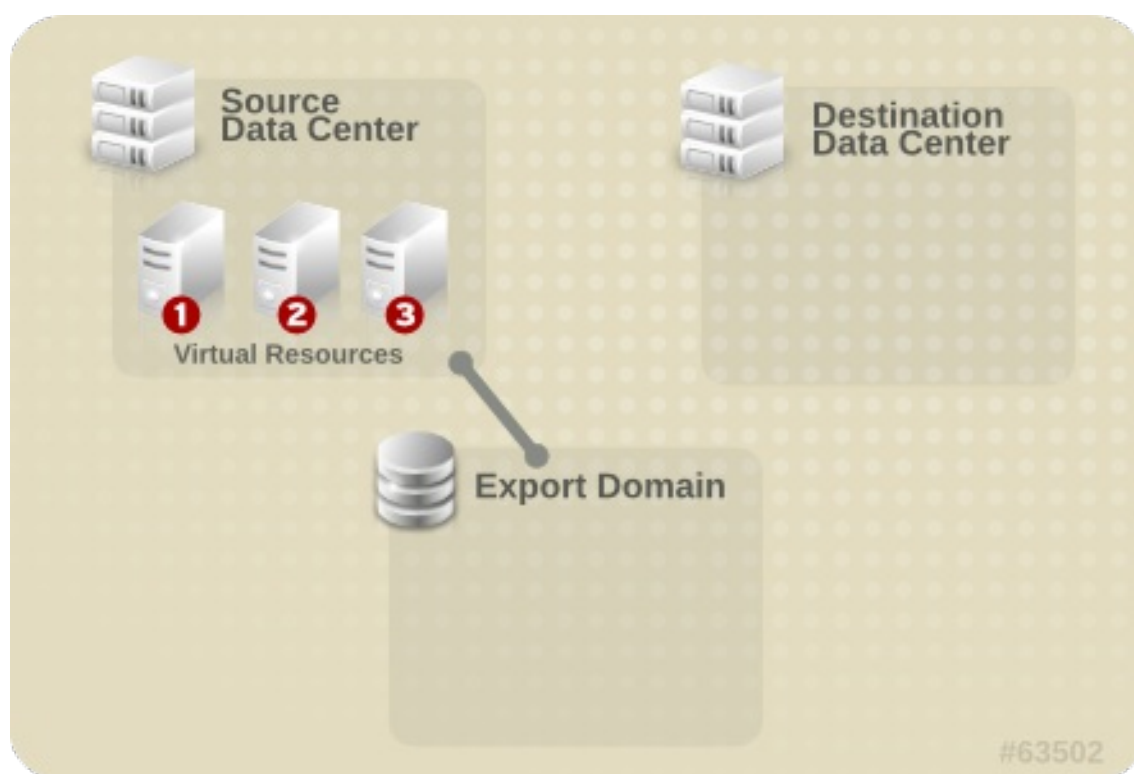 Source
Data Center
Destination
Data Center
1
2
3
Virtual Resources
Export Domain
#63502